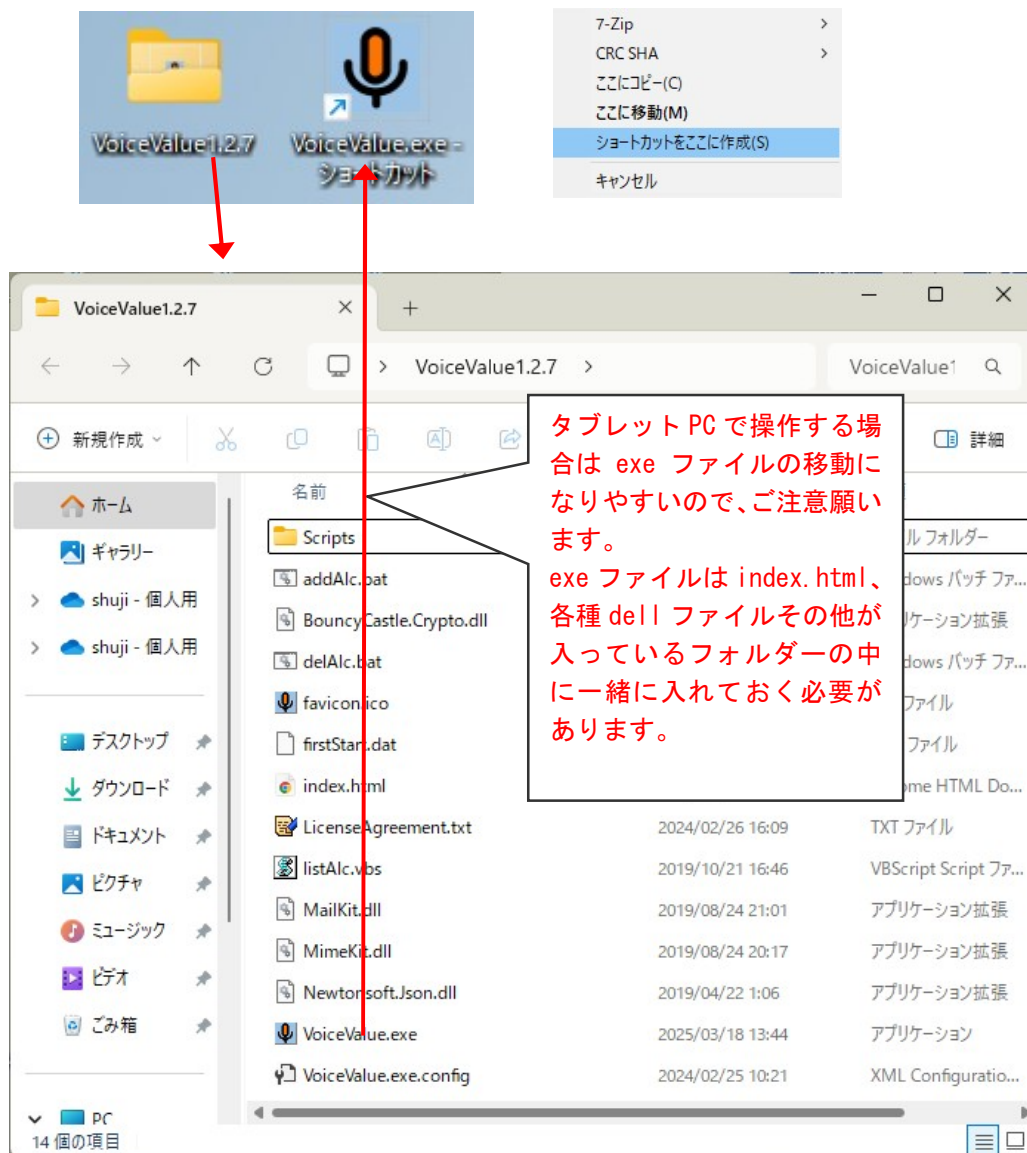 VoiceValue1.2.7
VoiceValue.exe -
ショートカット
7-Zip
CRC SHA
ここにコピー(C)
ここに移動(M)
ショートカットをここに作成(S)
キャンセル
VoiceValue1.2.7
VoiceValue1.2.7
VoiceValue1
新規作成
詳細
タブレット PC で操作する場
合は exe ファイルの移動に
なりやすいので、ご注意願い
ます。
exe ファイルは index.html、
各種 dell ファイルその他が
入っているフォルダーの中
に一緒に入れておく必要が
あります。
ホーム
ギャラリー
shuji - 個人用
shuji - 個人用
デスクトップ
ダウンロード
ドキュメント
ピクチャ
ミュージック
ビデオ
ごみ箱
PC
名前
Scripts
ル フォルダー
addAlc.bat
dows バッチ ファ...
BouncyCastle.Crypto.dll
リケーション拡張
delAlc.bat
dows バッチ ファ...
favicon.ico
ファイル
firstStart.dat
ファイル
index.html
ome HTML Do...
LicenseAgreement.txt 2024/02/26 16:09 TXT ファイル
listAlc.vbs 2019/10/21 16:46 VBScript Script ファ...
MailKit.dll 2019/08/24 21:01 アプリケーション拡張
MimeKit.dll 2019/08/24 20:17 アプリケーション拡張
Newtonsoft.Json.dll 2019/04/22 1:06 アプリケーション拡張
VoiceValue.exe 2025/03/18 13:44 アプリケーション
VoiceValue.exe.config 2024/02/25 10:21 XML Configuratio...
14 個の項目